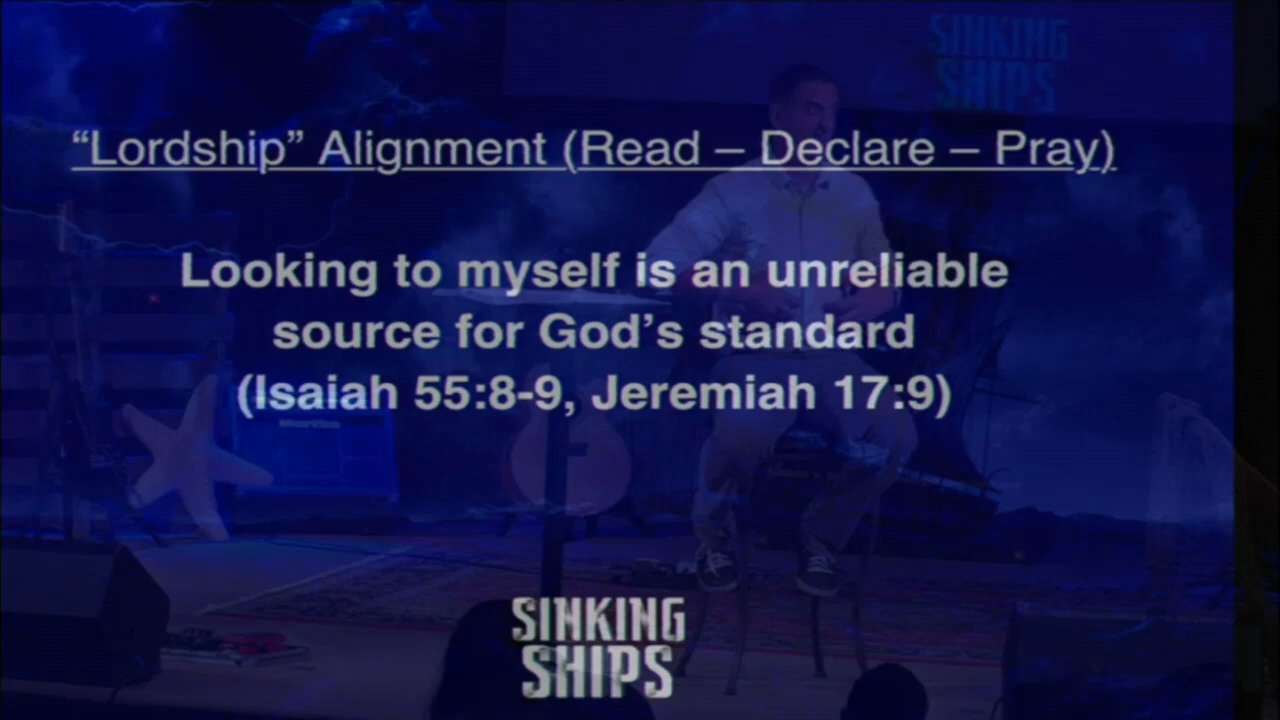 SINKING
SHIPS
“Lordship” Alignment (Read – Declare – Pray)
Looking to myself is an unreliable
source for God’s standard
(Isaiah 55:8-9, Jeremiah 17:9)
SINKING
SHIPS